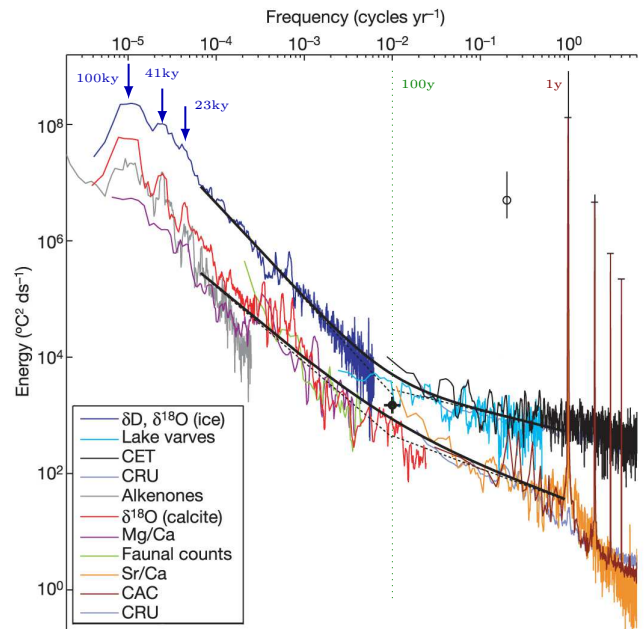 Frequency (cycles yr⁻¹)
10⁻⁵ 10⁻⁴ 10⁻³ 10⁻² 10⁻¹ 10⁰
100ky 41ky 23ky 100y 1y
10⁸
10⁶
10⁴
10²
10⁰
Energy (ºC² ds⁻¹)
δD, δ¹⁸O (ice)
Lake varves
CET
CRU
Alkenones
δ¹⁸O (calcite)
Mg/Ca
Faunal counts
Sr/Ca
CAC
CRU